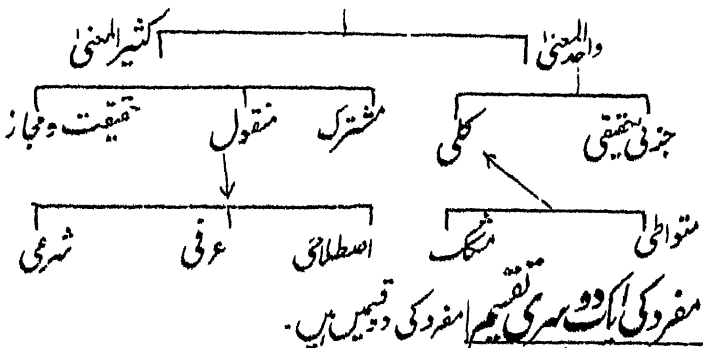 واحد المعنیٰ کثیر المعنیٰ
جزئی حقیقی کلی مشترک منقول حقیقت و مجاز
متواطی مشکک اصطلاحی عرفی شرعی
مفرد کی ایک دوسری تقسیم مفرد کی دو قسمیں ہیں۔